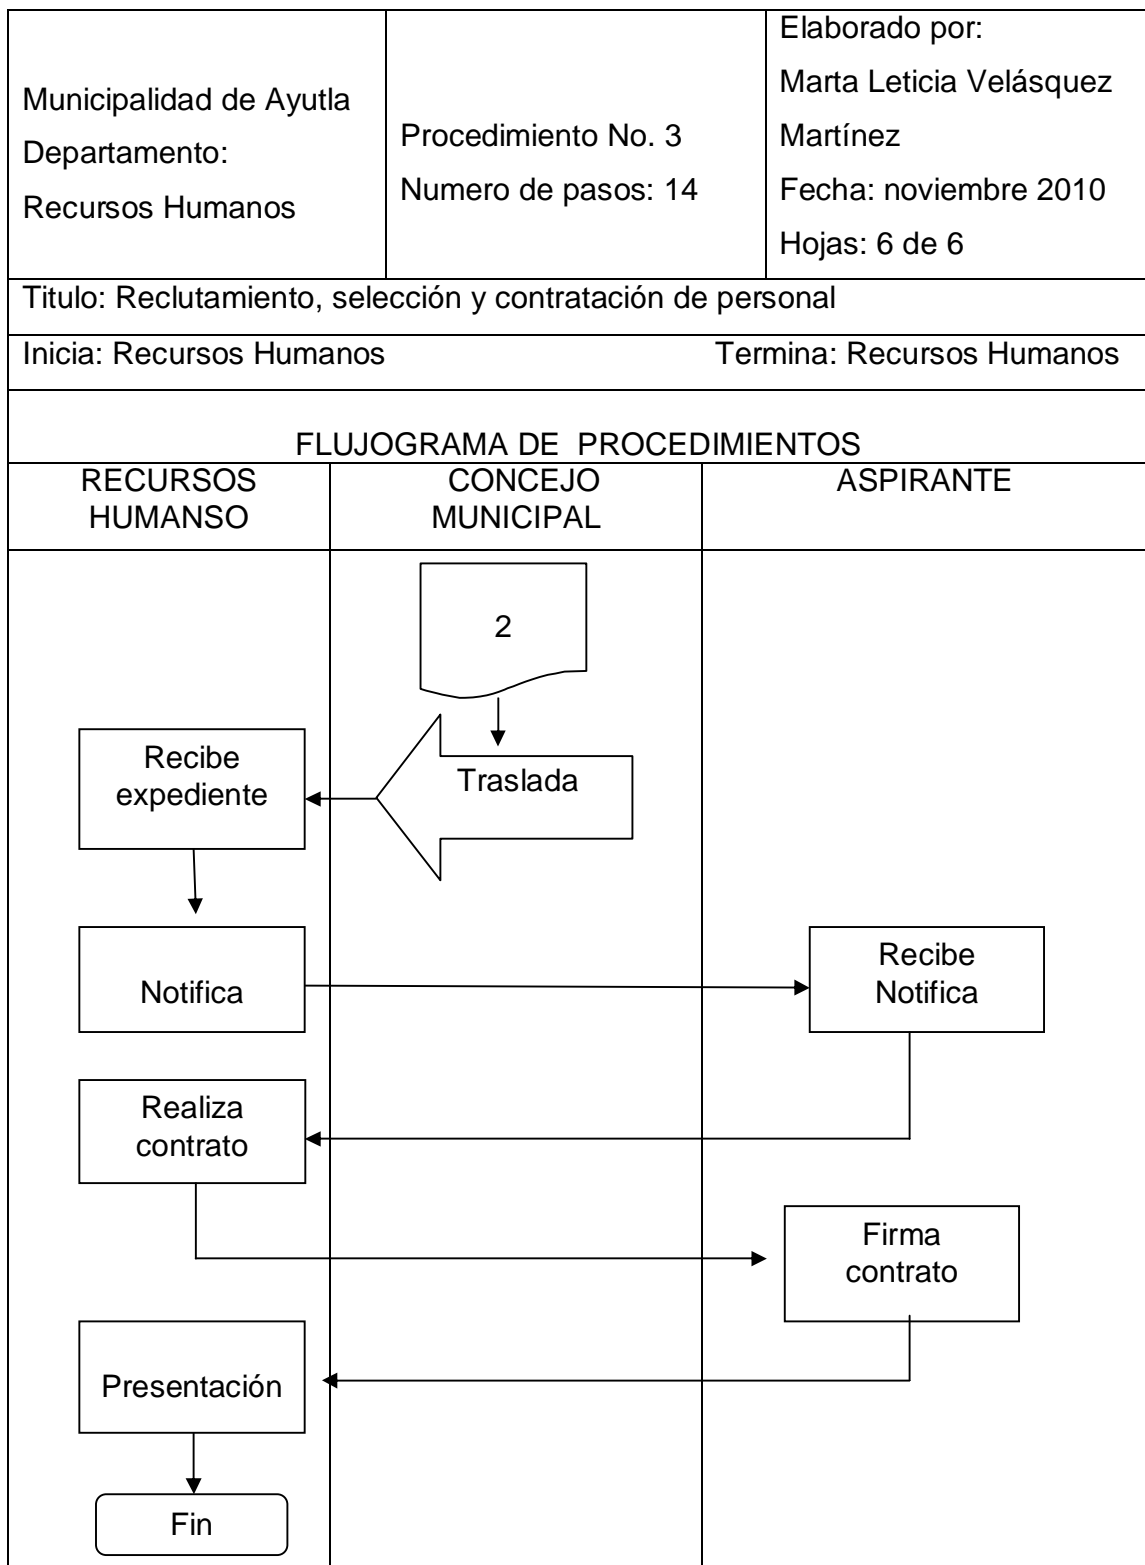 Municipalidad de Ayutla
Departamento:
Recursos Humanos
Procedimiento No. 3
Numero de pasos: 14
Elaborado por:
Marta Leticia Velásquez
Martínez
Fecha: noviembre 2010
Hojas: 6 de 6
Titulo: Reclutamiento, selección y contratación de personal
Inicia: Recursos Humanos Termina: Recursos Humanos
FLUJOGRAMA DE PROCEDIMIENTOS
RECURSOS
HUMANSO
CONCEJO
MUNICIPAL
ASPIRANTE
2
Traslada
Recibe
expediente
Notifica
Recibe
Notifica
Realiza
contrato
Firma
contrato
Presentación
Fin